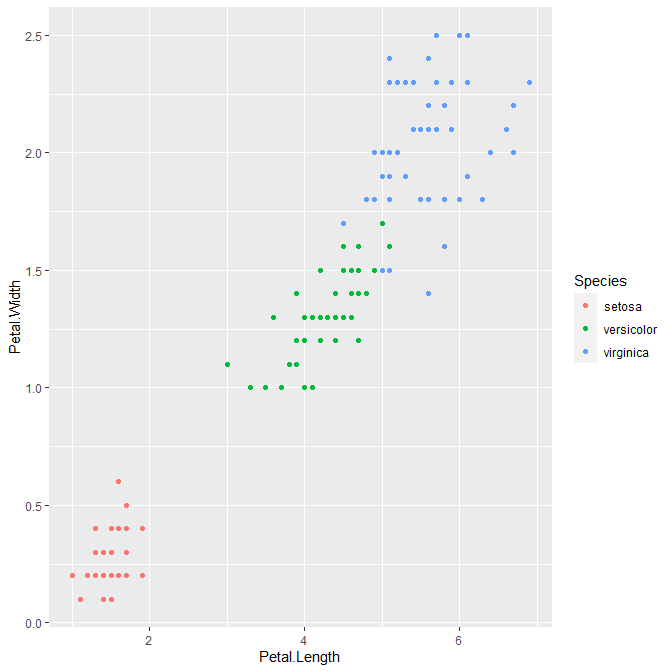 2.5
2.0
1.5
1.0
0.5
0.0
Petal.Width
2 4 6
Petal.Length
Species
setosa
versicolor
virginica